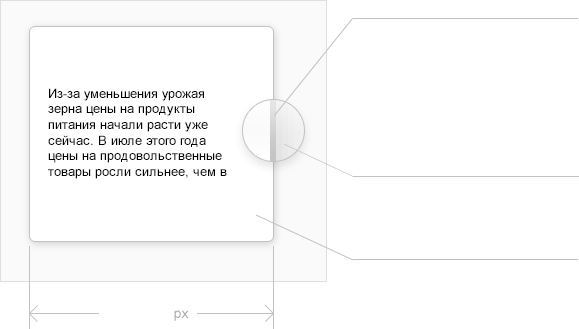 Из-за уменьшения урожая
зерна цены на продукты
питания начали расти уже
сейчас. В июле этого года
цены на продовольственные
товары росли сильнее, чем в
px